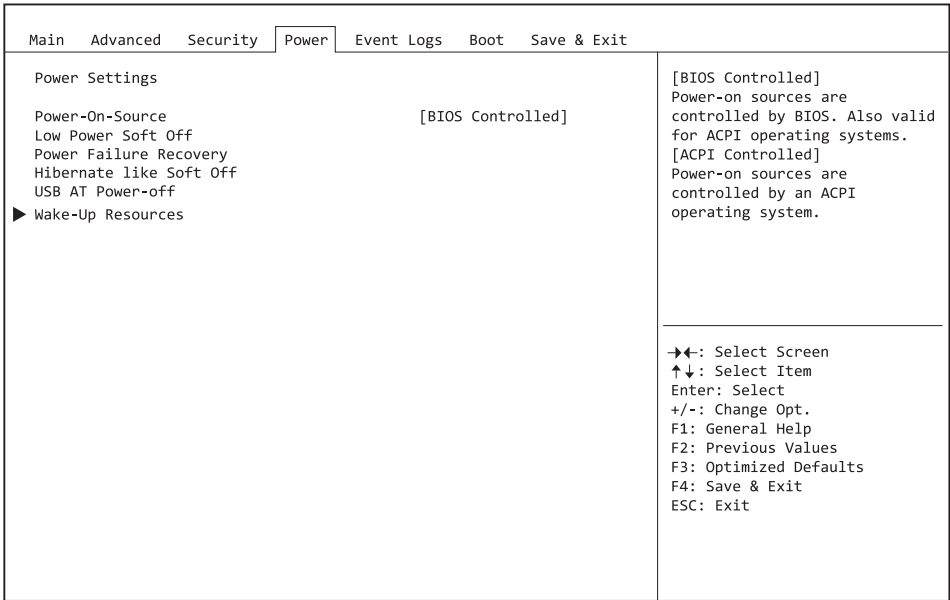 Main Advanced Security Power Event Logs Boot Save & Exit
Power Settings
Power-On-Source [BIOS Controlled]
Low Power Soft Off
Power Failure Recovery
Hibernate like Soft Off
USB AT Power-off
▶ Wake-Up Resources
[BIOS Controlled]
Power-on sources are
controlled by BIOS. Also valid
for ACPI operating systems.
[ACPI Controlled]
Power-on sources are
controlled by an ACPI
operating system.
→←: Select Screen
↑↓: Select Item
Enter: Select
+/-: Change Opt.
F1: General Help
F2: Previous Values
F3: Optimized Defaults
F4: Save & Exit
ESC: Exit